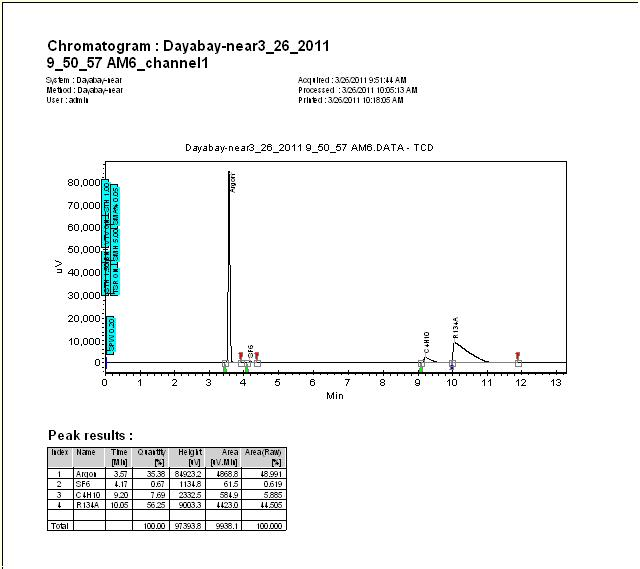 Chromatogram : Dayabay-near3_26_2011
9_50_57 AM6_channel1
System : Dayabay-near
Method : Dayabay-near
User : admin
Acquired : 3/26/2011 9:51:44 AM
Processed : 3/26/2011 10:05:13 AM
Printed : 3/26/2011 10:18:05 AM
Dayabay-near3_26_2011 9_50_57 AM6.DATA - TCD
80,000
70,000
60,000
50,000
40,000
30,000
20,000
10,000
0
uV
Argon
SF6
C4H10
R134A
SPW 0.20
0 1 2 3 4 5 6 7 8 9 10 11 12 13
Min
Peak results :
Index Name Time Quantity Height Area Area(Raw)
[Min] [%] [uV] [uV.Min] [%]
1 Argon 3.57 35.38 84923.2 4868.8 48.991
2 SF6 4.17 0.67 1134.8 61.5 0.619
3 C4H10 9.20 7.69 2332.5 584.9 5.885
4 R134A 10.05 56.25 9003.3 4423.0 44.505
Total 100.00 97393.8 9938.1 100.000